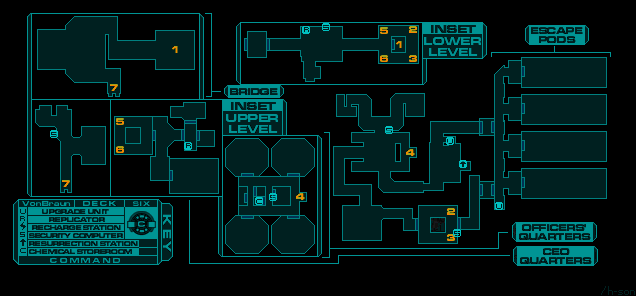 1
7
R
S
5
2
1
6
3
INSET
LOWER
LEVEL
ESCAPE
PODS
BRIDGE
INSET
UPPER
LEVEL
5
6
7
R
4
4
2
3
VonBraun DECK SIX
U UPGRADE UNIT
R REPLICATOR
RECHARGE STATION
S SECURITY COMPUTER
RESURRECTION STATION
C CHEMICAL STOREROOM
COMMAND
KEY
OFFICERS'
QUARTERS
CEO
QUARTERS